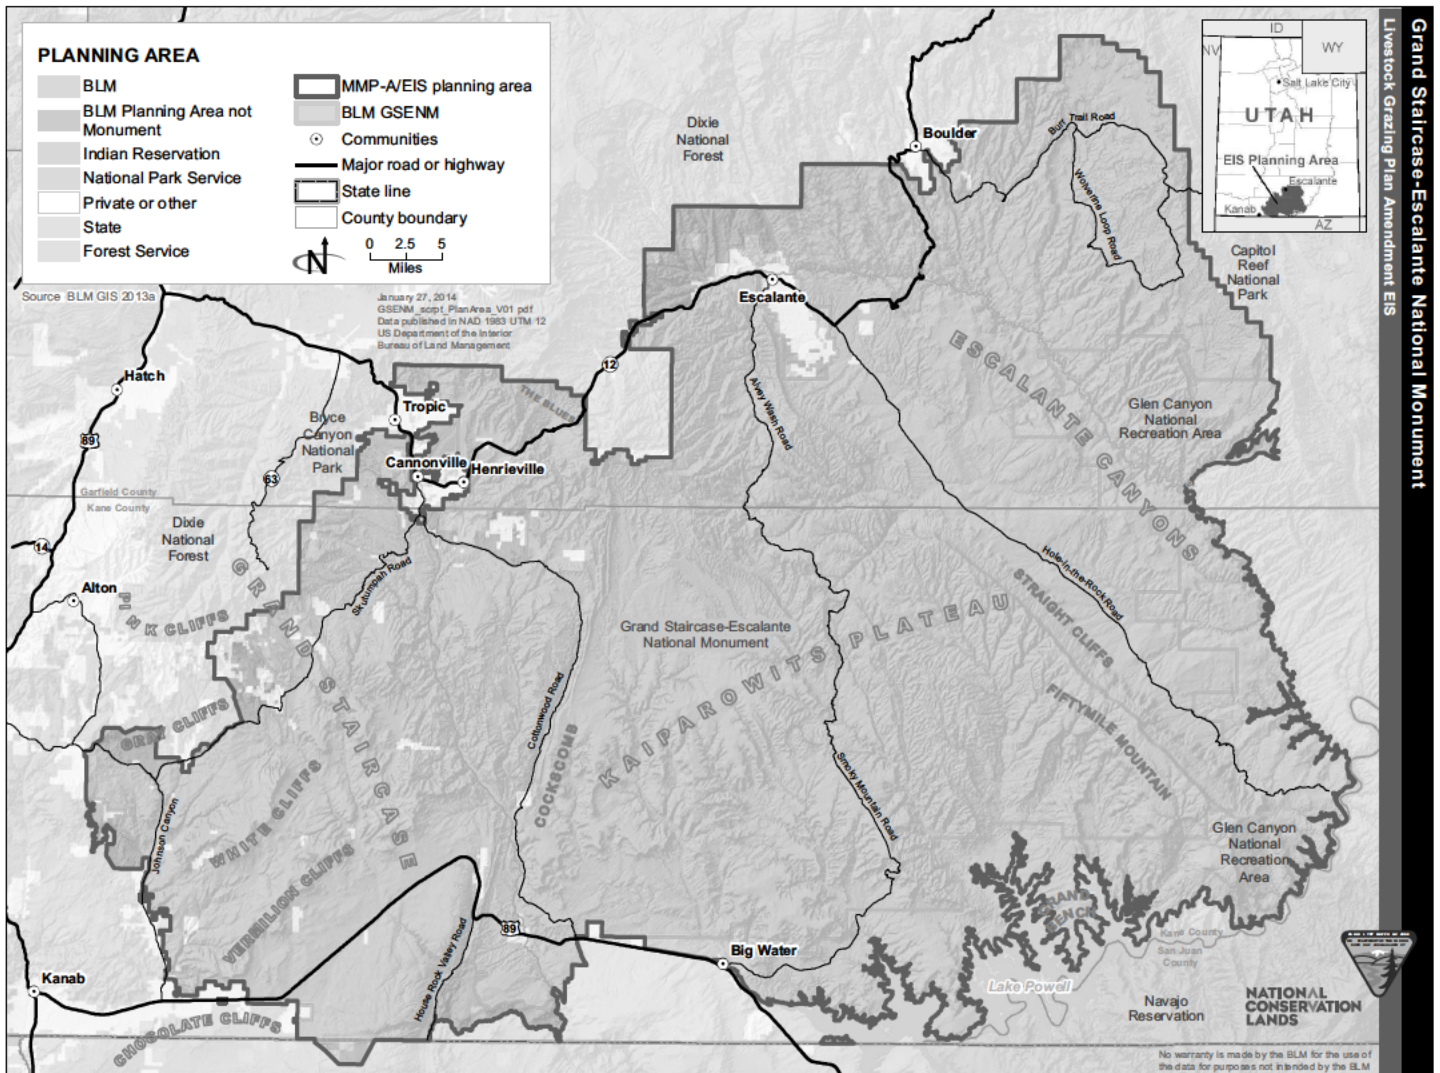 PLANNING AREA
BLM
BLM Planning Area not
Monument
Indian Reservation
National Park Service
Private or other
State
Forest Service
MMP-A/EIS planning area
BLM GSENM
Communities
Major road or highway
State line
County boundary
N
0 2.5 5
Miles
Source BLM GIS 2013a
January 27, 2014
GSENM_scrpt_PlanArea_V01 pdf
Data published in NAD 1983 UTM 12
US Department of the Interior
Bureau of Land Management
ID
NV
WY
Salt Lake City
UTAH
EIS Planning Area
Escalante
Kanab
AZ
Grand Staircase-Escalante National Monument
Livestock Grazing Plan Amendment EIS
Dixie
National
Forest
Boulder
Burr Trail Road
Wolverine Loop Road
Capitol
Reef
National
Park
Escalante
12
Hatch
89
Tropic
THE BLUES
Bryce
Canyon
National
Park
Cannonville
Henrieville
63
Alvey Wash Road
ESCALANTE CANYONS
Glen Canyon
National
Recreation Area
Garfield County
Kane County
Dixie
National
Forest
14
Alton
PINK CLIFFS
GRAND STAIRCASE
Skutumpah Road
Grand Staircase-Escalante
National Monument
KAIPAROWITS PLATEAU
Hole-in-the-Rock Road
STRAIGHT CLIFFS
FIFTYMILE MOUNTAIN
GRAY CLIFFS
WHITE CLIFFS
VERMILION CLIFFS
Johnson Canyon
Cottonwood Road
COCKSCOMB
Smoky Mountain Road
Glen Canyon
National
Recreation
Area
GRAND
BENCH
Kane County
San Juan
County
89
House Rock Valley Road
Big Water
Lake Powell
Kanab
CHOCOLATE CLIFFS
Navajo
Reservation
NATIONAL
CONSERVATION
LANDS
No warranty is made by the BLM for the use of
the data for purposes not intended by the BLM